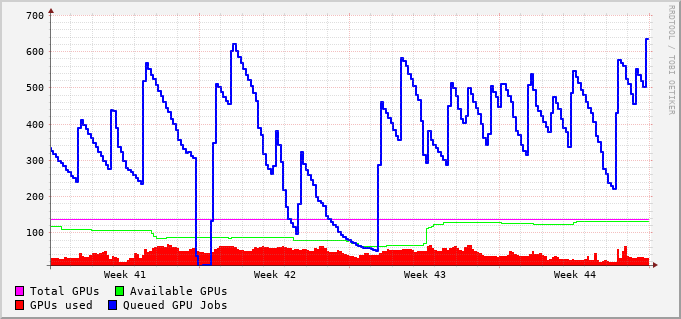 700
600
500
400
300
200
100
Week 41 Week 42 Week 43 Week 44
Total GPUs Available GPUs
GPUs used Queued GPU Jobs
RRDTOOL / TOBI OETIKER